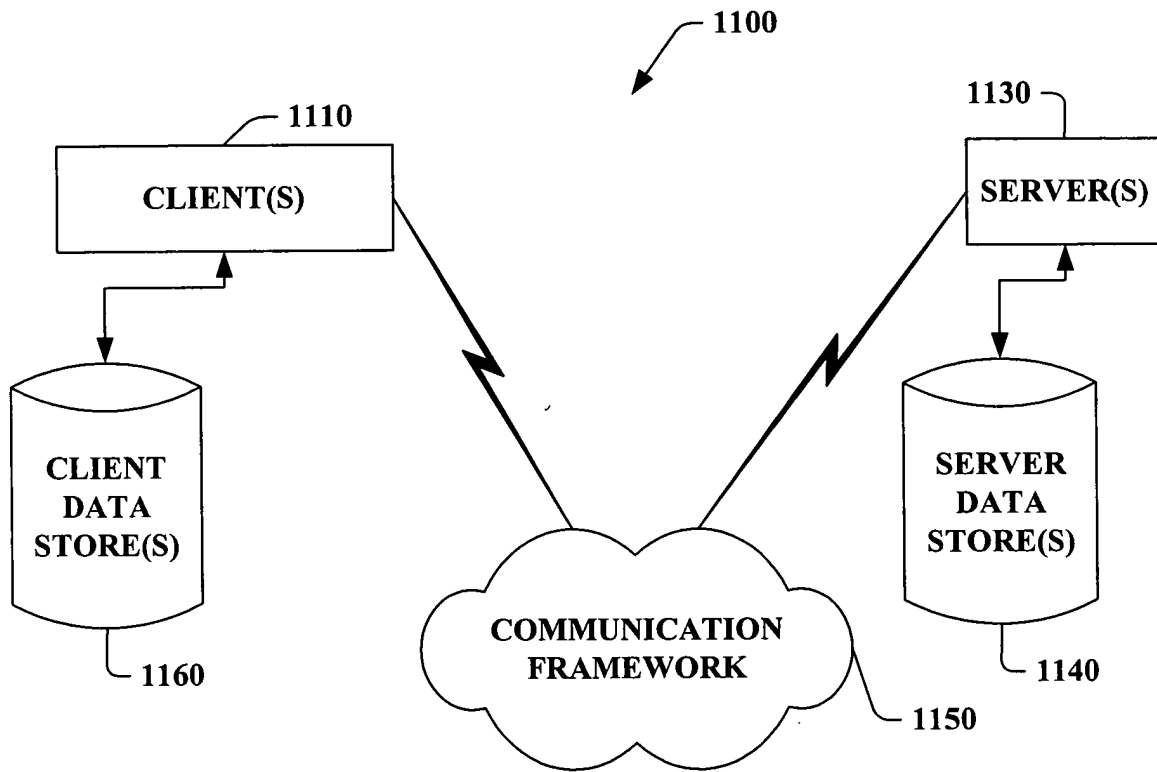 1100
1110
1130
CLIENT(S)
SERVER(S)
CLIENT
DATA
STORE(S)
SERVER
DATA
STORE(S)
COMMUNICATION
FRAMEWORK
1160
1140
1150